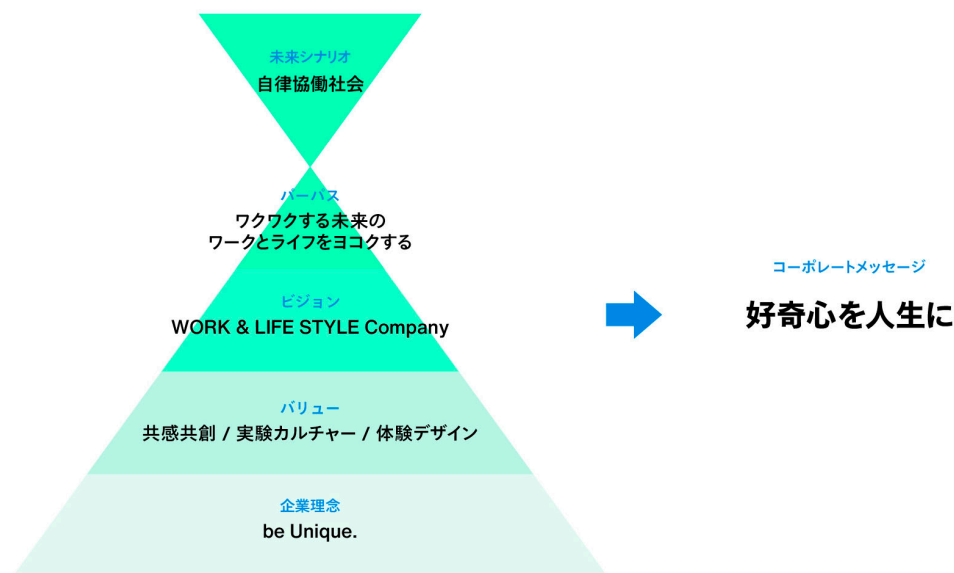 未来シナリオ
自律協働社会
パーパス
ワクワクする未来の
ワークとライフをヨコクする
ビジョン
WORK & LIFE STYLE Company
バリュー
共感共創 / 実験カルチャー / 体験デザイン
企業理念
be Unique.
コーポレートメッセージ
好奇心を人生に